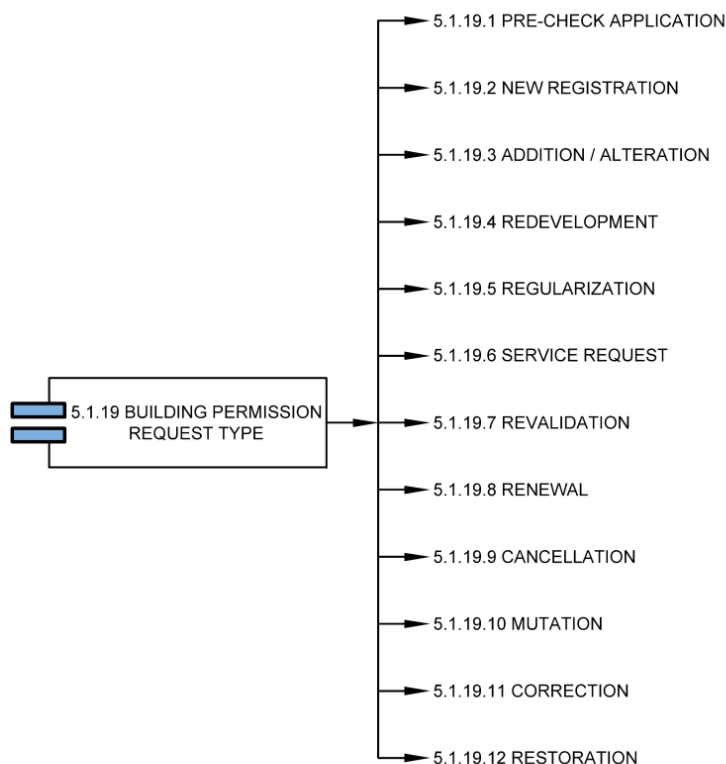 5.1.19.1 PRE-CHECK APPLICATION
5.1.19.2 NEW REGISTRATION
5.1.19.3 ADDITION / ALTERATION
5.1.19.4 REDEVELOPMENT
5.1.19.5 REGULARIZATION
5.1.19.6 SERVICE REQUEST
5.1.19 BUILDING PERMISSION
REQUEST TYPE
5.1.19.7 REVALIDATION
5.1.19.8 RENEWAL
5.1.19.9 CANCELLATION
5.1.19.10 MUTATION
5.1.19.11 CORRECTION
5.1.19.12 RESTORATION